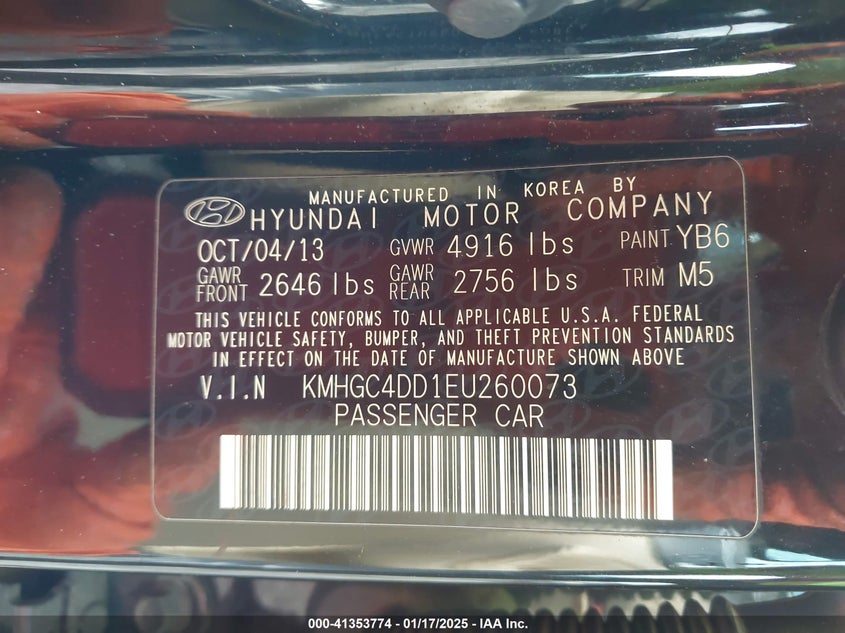 MANUFACTURED IN KOREA BY
HYUNDAI MOTOR COMPANY
OCT/04/13 GVWR 4916 lbs PAINT YB6
GAWR FRONT 2646 lbs GAWR REAR 2756 lbs TRIM M5
THIS VEHICLE CONFORMS TO ALL APPLICABLE U.S.A. FEDERAL
MOTOR VEHICLE SAFETY, BUMPER, AND THEFT PREVENTION STANDARDS
IN EFFECT ON THE DATE OF MANUFACTURE SHOWN ABOVE
V.I.N KMHGC4DD1EU260073
PASSENGER CAR
000-41353774 - 01/17/2025 - IAA Inc.